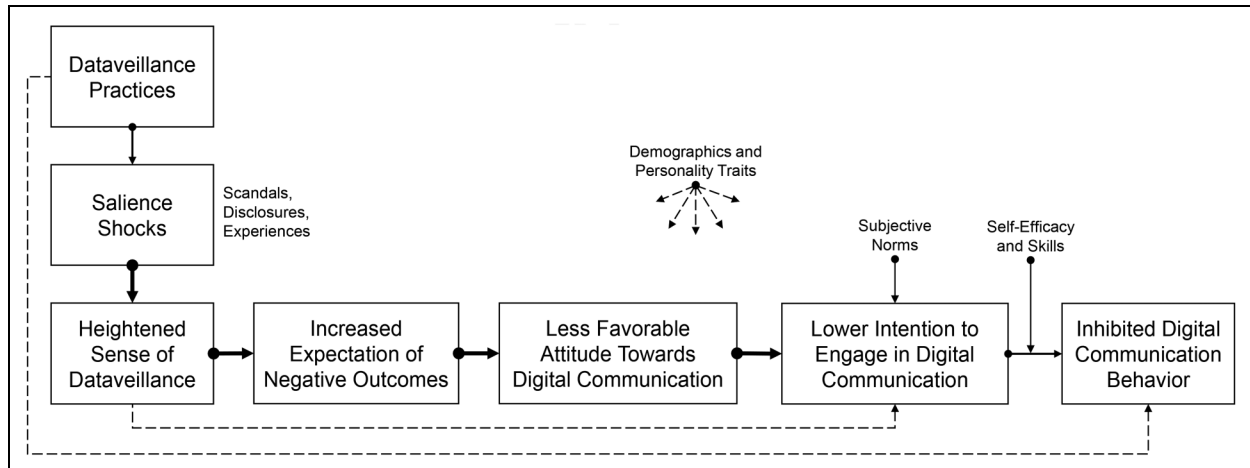 Dataveillance
Practices
Salience
Shocks
Scandals,
Disclosures,
Experiences
Demographics and
Personality Traits
Subjective
Norms
Self-Efficacy
and Skills
Heightened
Sense of
Dataveillance
Increased
Expectation of
Negative Outcomes
Less Favorable
Attitude Towards
Digital Communication
Lower Intention to
Engage in Digital
Communication
Inhibited Digital
Communication
Behavior